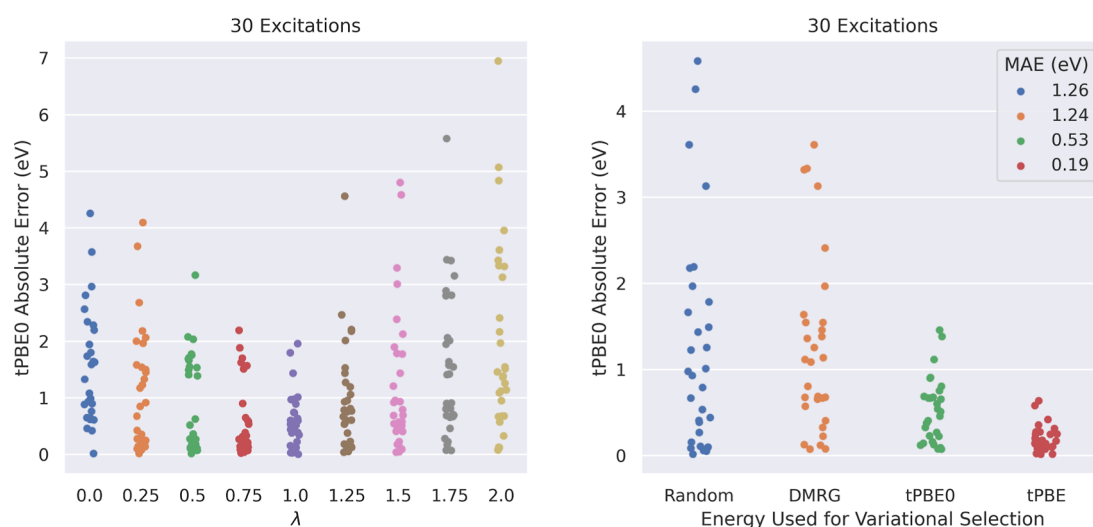 30 Excitations
tPBE0 Absolute Error (eV)
7
6
5
4
3
2
1
0
0.0 0.25 0.5 0.75 1.0 1.25 1.5 1.75 2.0
λ
30 Excitations
tPBE0 Absolute Error (eV)
4
3
2
1
0
MAE (eV)
1.26
1.24
0.53
0.19
Random DMRG tPBE0 tPBE
Energy Used for Variational Selection